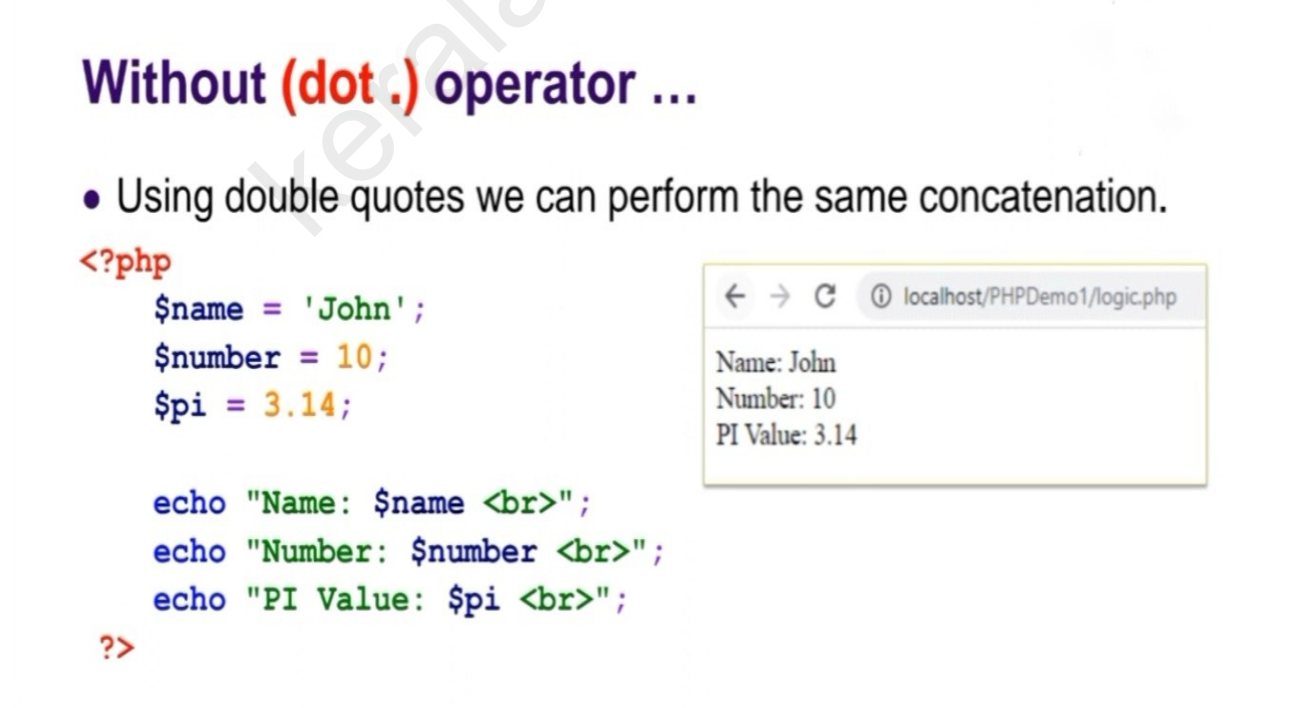 Without (dot .) operator ...
• Using double quotes we can perform the same concatenation.
<?php
$name = 'John';
$number = 10;
$pi = 3.14;
echo "Name: $name <br>";
echo "Number: $number <br>";
echo "PI Value: $pi <br>";
?>
localhost/PHPDemo1/logic.php
Name: John
Number: 10
PI Value: 3.14